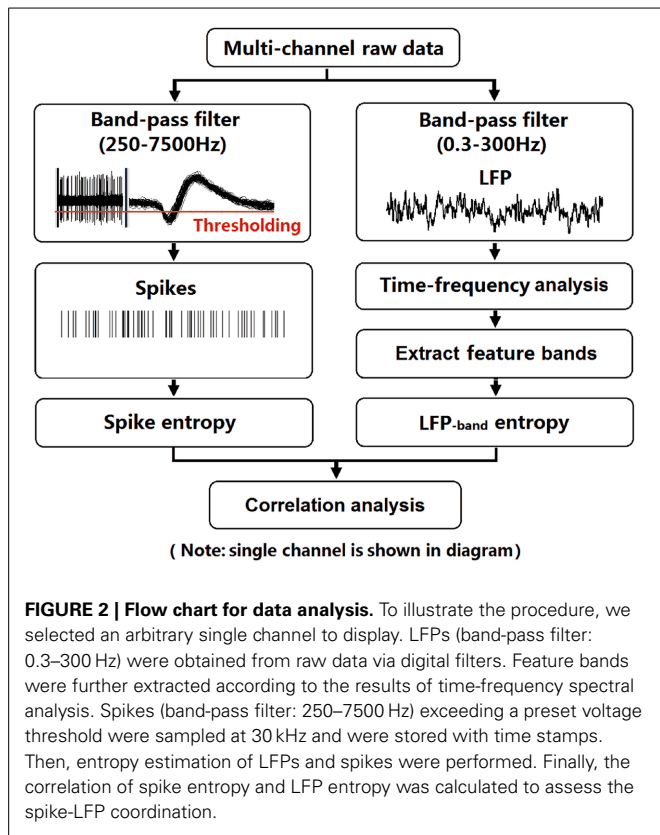 Multi-channel raw data
Band-pass filter
(250-7500Hz)
Thresholding
Band-pass filter
(0.3-300Hz)
LFP
Spikes
Time-frequency analysis
Extract feature bands
Spike entropy
LFP-band entropy
Correlation analysis
( Note: single channel is shown in diagram)
FIGURE 2 | Flow chart for data analysis. To illustrate the procedure, we
selected an arbitrary single channel to display. LFPs (band-pass filter:
0.3–300 Hz) were obtained from raw data via digital filters. Feature bands
were further extracted according to the results of time-frequency spectral
analysis. Spikes (band-pass filter: 250–7500 Hz) exceeding a preset voltage
threshold were sampled at 30 kHz and were stored with time stamps.
Then, entropy estimation of LFPs and spikes were performed. Finally, the
correlation of spike entropy and LFP entropy was calculated to assess the
spike-LFP coordination.